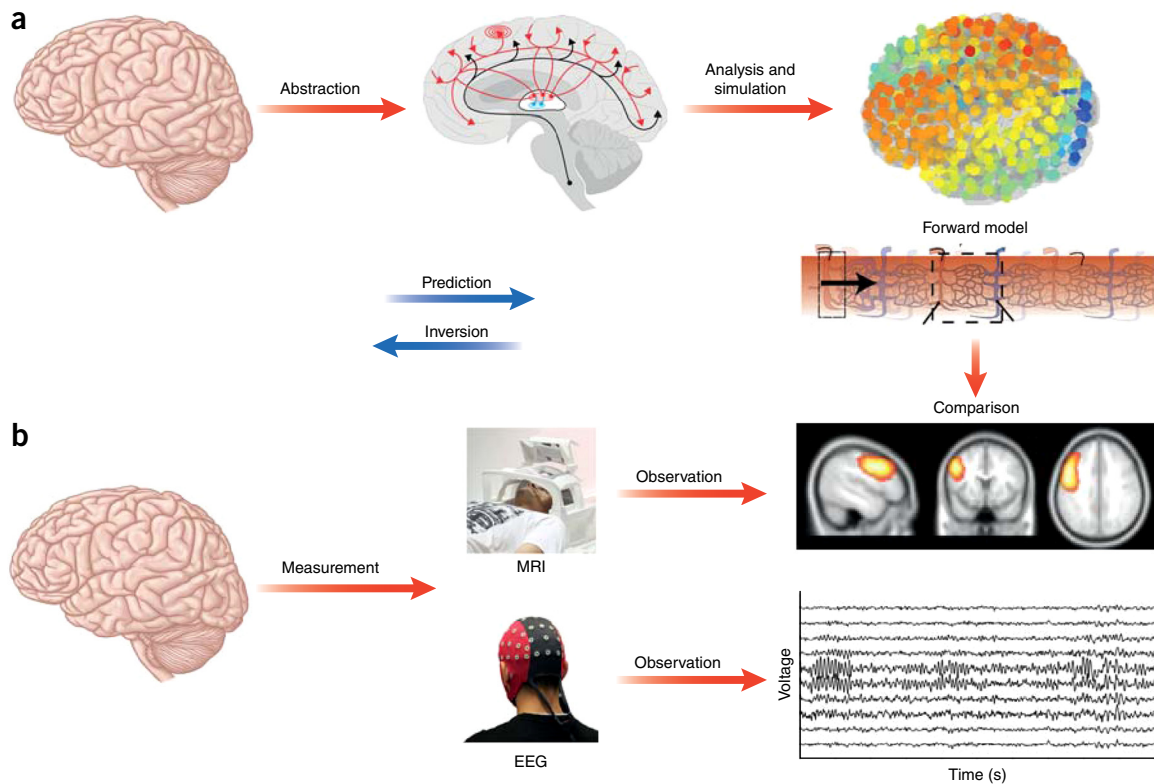 a
Abstraction
Analysis and
simulation
Forward model
Prediction
Inversion
Comparison
b
Measurement
MRI
Observation
EEG
Observation
Voltage
Time (s)